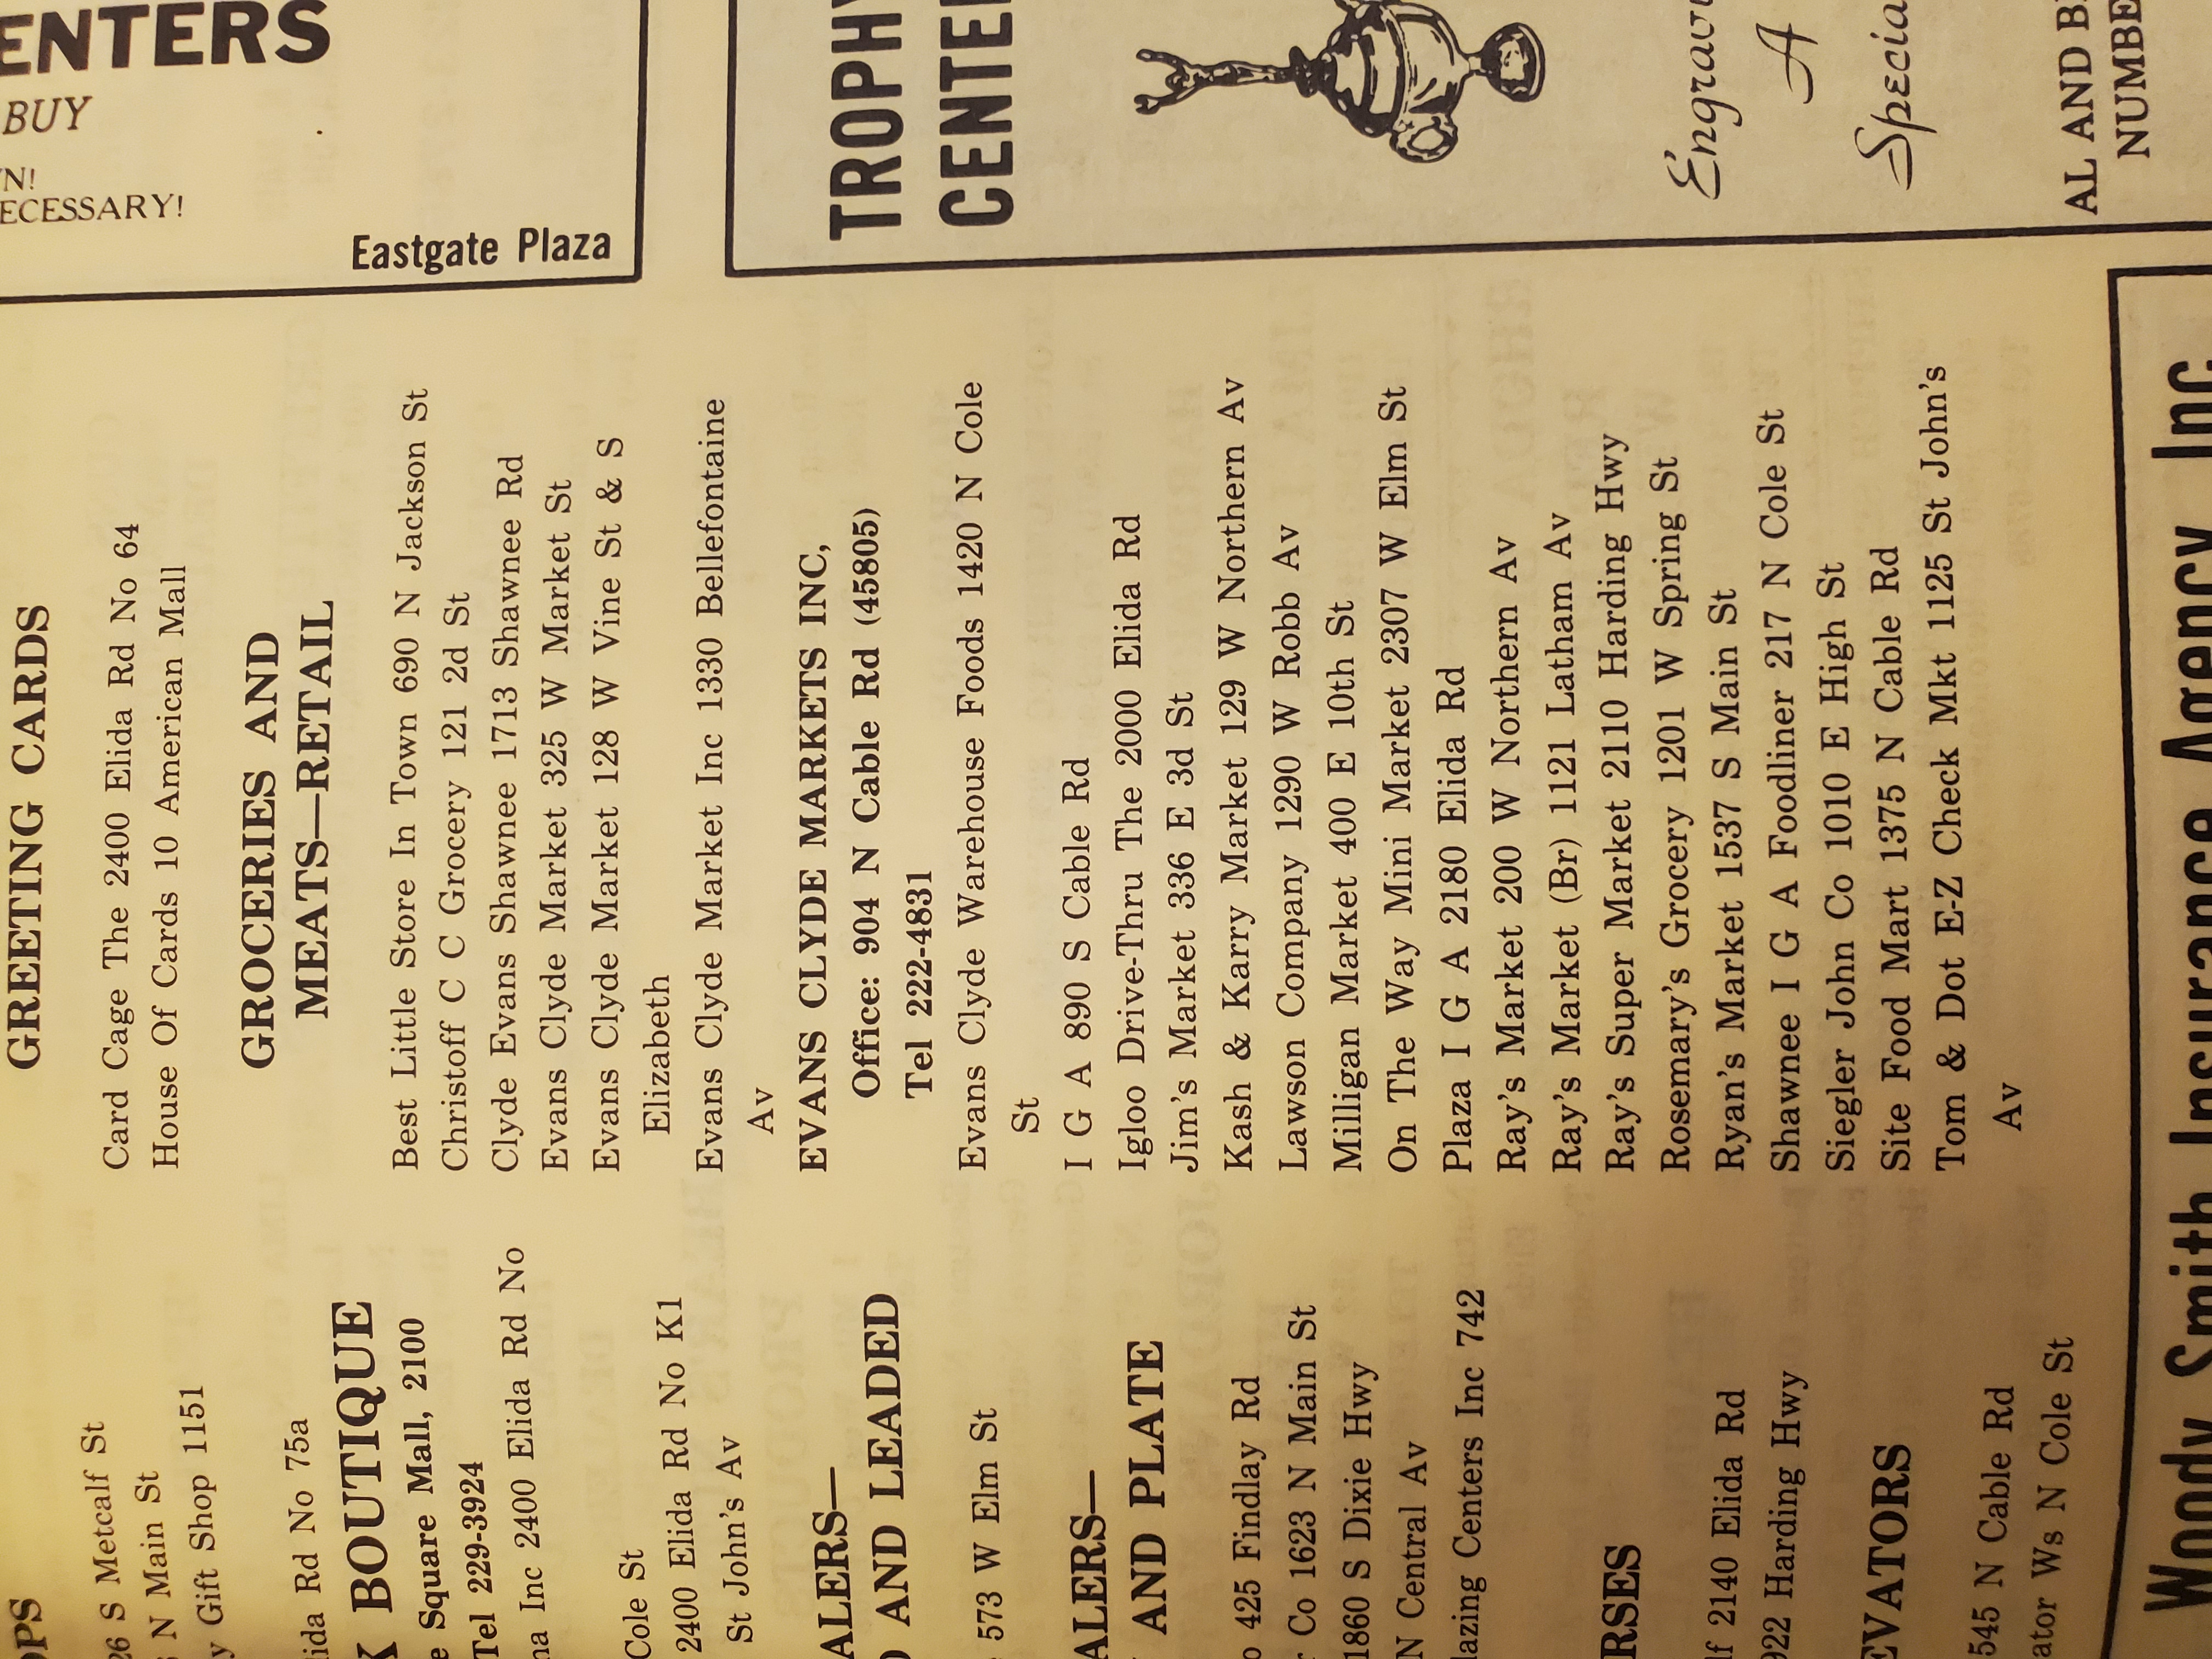 OPS
26 S Metcalf St
N Main St
y Gift Shop 1151
ida Rd No 75a
K BOUTIQUE
e Square Mall, 2100
Tel 229-3924
na Inc 2400 Elida Rd No
Cole St
2400 Elida Rd No K1
St John's Av
ALERS—
AND LEADED
573 W Elm St
ALERS—
AND PLATE
425 Findlay Rd
r Co 1623 N Main St
1860 S Dixie Hwy
N Central Av
lazing Centers Inc 742
RSES
lf 2140 Elida Rd
922 Harding Hwy
EVATORS
545 N Cable Rd
ator Ws N Cole St
GREETING CARDS
Card Cage The 2400 Elida Rd No 64
House Of Cards 10 American Mall
GROCERIES AND
MEATS—RETAIL
Best Little Store In Town 690 N Jackson St
Christoff C C Grocery 121 2d St
Clyde Evans Shawnee 1713 Shawnee Rd
Evans Clyde Market 325 W Market St
Evans Clyde Market 128 W Vine St & S
Elizabeth
Evans Clyde Market Inc 1330 Bellefontaine
Av
EVANS CLYDE MARKETS INC,
Office: 904 N Cable Rd (45805)
Tel 222-4831
Evans Clyde Warehouse Foods 1420 N Cole
St
I G A 890 S Cable Rd
Igloo Drive-Thru The 2000 Elida Rd
Jim's Market 336 E 3d St
Kash & Karry Market 129 W Northern Av
Lawson Company 1290 W Robb Av
Milligan Market 400 E 10th St
On The Way Mini Market 2307 W Elm St
Plaza I G A 2180 Elida Rd
Ray's Market 200 W Northern Av
Ray's Market (Br) 1121 Latham Av
Ray's Super Market 2110 Harding Hwy
Rosemary's Grocery 1201 W Spring St
Ryan's Market 1537 S Main St
Shawnee I G A Foodliner 217 N Cole St
Siegler John Co 1010 E High St
Site Food Mart 1375 N Cable Rd
Tom & Dot E-Z Check Mkt 1125 St John's
Av
ENTERS
BUY
N!
ECESSARY!
Eastgate Plaza
TROPHY
CENTER
Engravi
A
Specia
AL AND B
NUMBE
Woody Smith Insurance Agency Inc